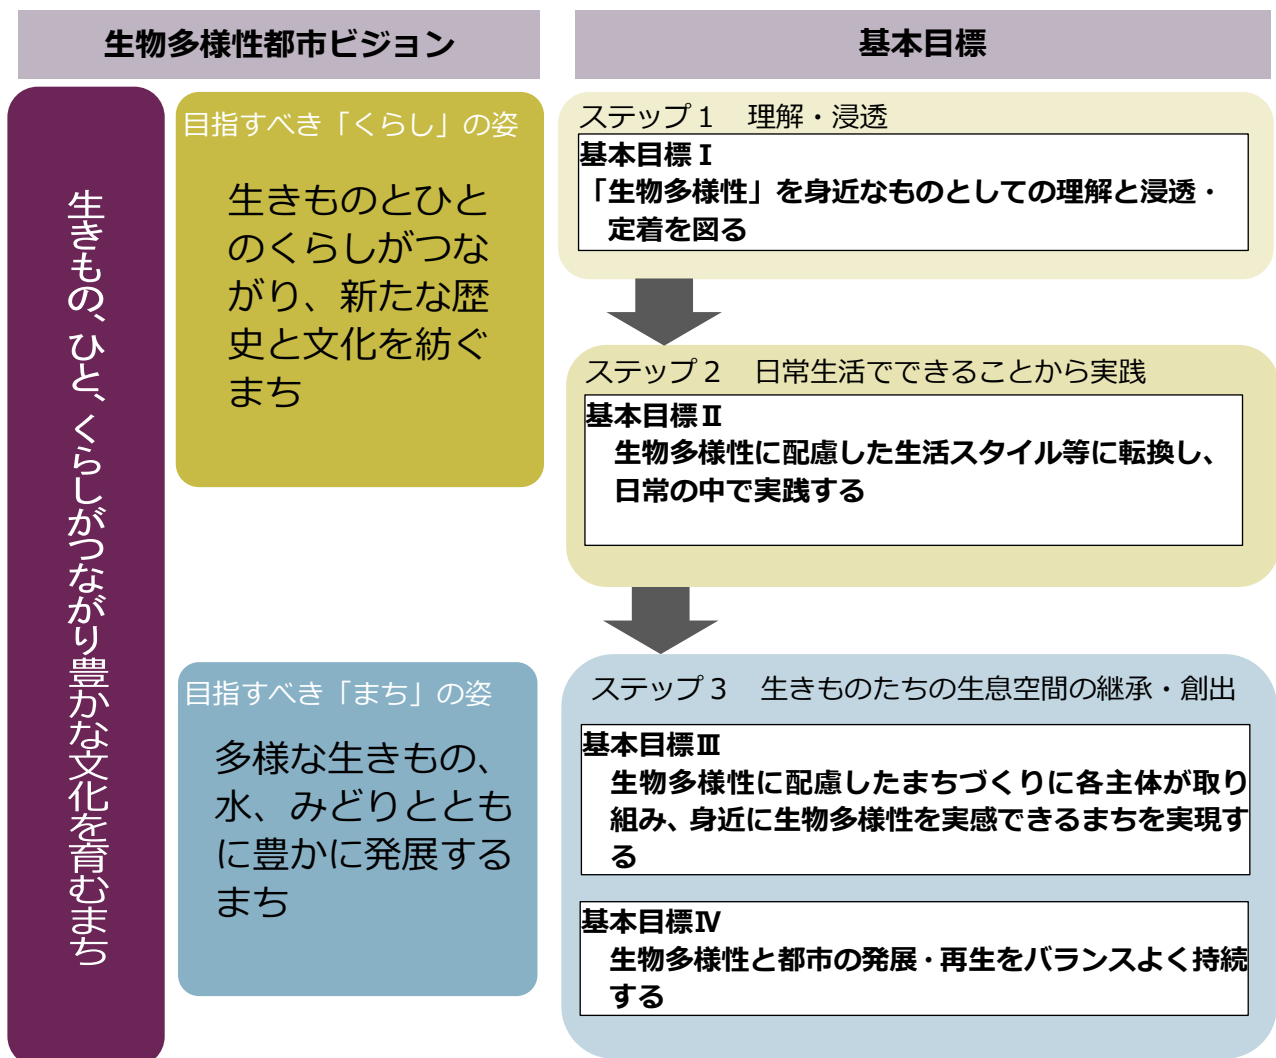 生物多様性都市ビジョン
基本目標
生きもの、ひと、くらしがつながり豊かな文化を育むまち
目指すべき「くらし」の姿
生きものとひと
のくらしがつな
がり、新たな歴
史と文化を紡ぐ
まち
目指すべき「まち」の姿
多様な生きもの、
水、みどりととも
に豊かに発展する
まち
ステップ１　理解・浸透
基本目標Ⅰ
「生物多様性」を身近なものとしての理解と浸透・
定着を図る
ステップ２　日常生活でできることから実践
基本目標Ⅱ
生物多様性に配慮した生活スタイル等に転換し、
日常の中で実践する
ステップ３　生きものたちの生息空間の継承・創出
基本目標Ⅲ
生物多様性に配慮したまちづくりに各主体が取り
組み、身近に生物多様性を実感できるまちを実現す
る
基本目標Ⅳ
生物多様性と都市の発展・再生をバランスよく持続
する